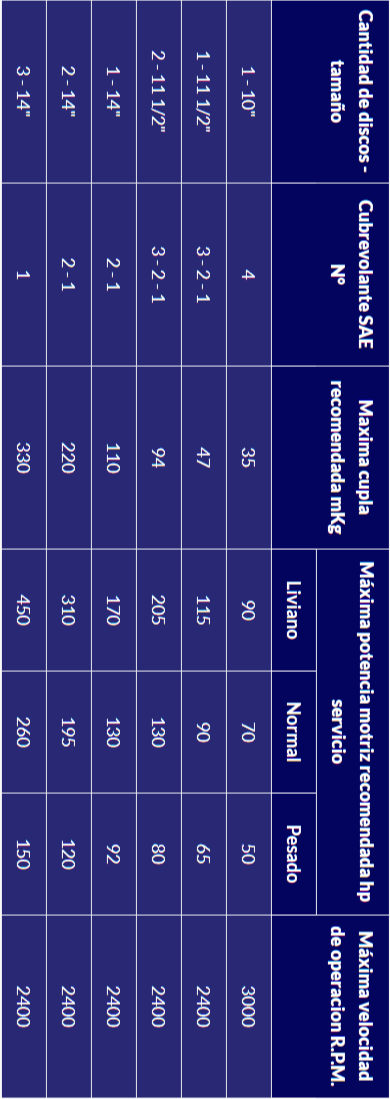 Cantidad de discos -
tamaño
Cubrevolante SAE
Nº
Maxima cupla
recomendada mKg
Máxima potencia motriz recomendada hp
servicio
Máxima velocidad
de operacion R.P.M.
Liviano Normal Pesado
1 - 10" 4 35 90 70 50 3000
1 - 11 1/2" 3 - 2 - 1 47 115 90 65 2400
2 - 11 1/2" 3 - 2 - 1 94 205 130 80 2400
1 - 14" 2 - 1 110 170 130 92 2400
2 - 14" 2 - 1 220 310 195 120 2400
3 - 14" 1 330 450 260 150 2400